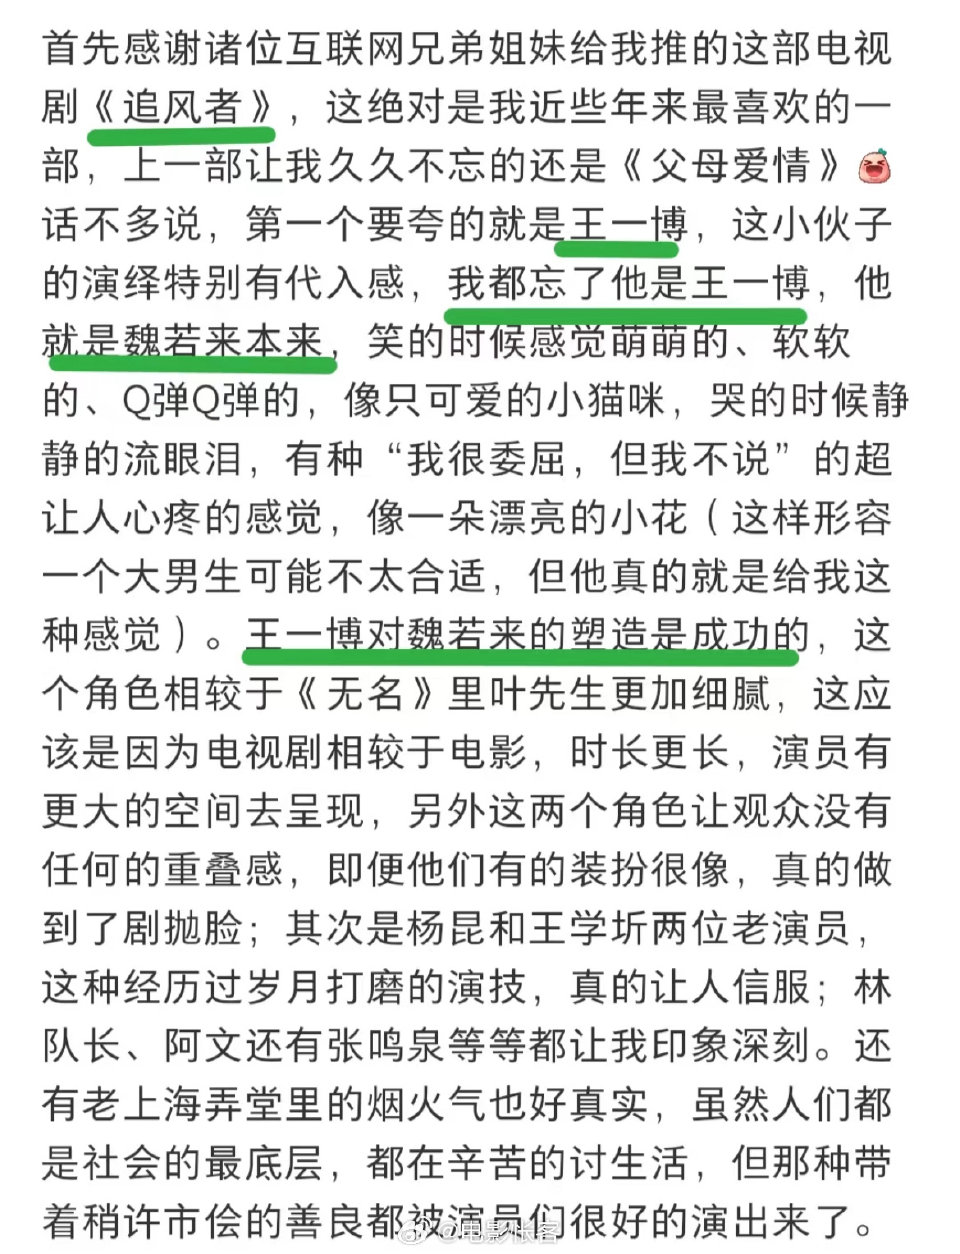 首先感谢诸位互联网兄弟姐妹给我推的这部电视
剧《追风者》，这绝对是我近些年来最喜欢的一
部，上一部让我久久不忘的还是《父母爱情》
话不多说，第一个要夸的就是王一博，这小伙子
的演绎特别有代入感，我都忘了他是王一博，他
就是魏若来本来，笑的时候感觉萌萌的、软软
的、Q弹Q弹的，像只可爱的小猫咪，哭的时候静
静的流眼泪，有种“我很委屈，但我不说”的超
让人心疼的感觉，像一朵漂亮的小花（这样形容
一个大男生可能不太合适，但他真的就是给我这
种感觉）。王一博对魏若来的塑造是成功的，这
个角色相较于《无名》里叶先生更加细腻，这应
该是因为电视剧相较于电影，时长更长，演员有
更大的空间去呈现，另外这两个角色让观众没有
任何的重叠感，即便他们有的装扮很像，真的做
到了剧抛脸；其次是杨昆和王学圻两位老演员，
这种经历过岁月打磨的演技，真的让人信服；林
队长、阿文还有张鸣泉等等都让我印象深刻。还
有老上海弄堂里的烟火气也好真实，虽然人们都
是社会的最底层，都在辛苦的讨生活，但那种带
着稍许市侩的善良都被演员们很好的演出来了。
@电影怅客